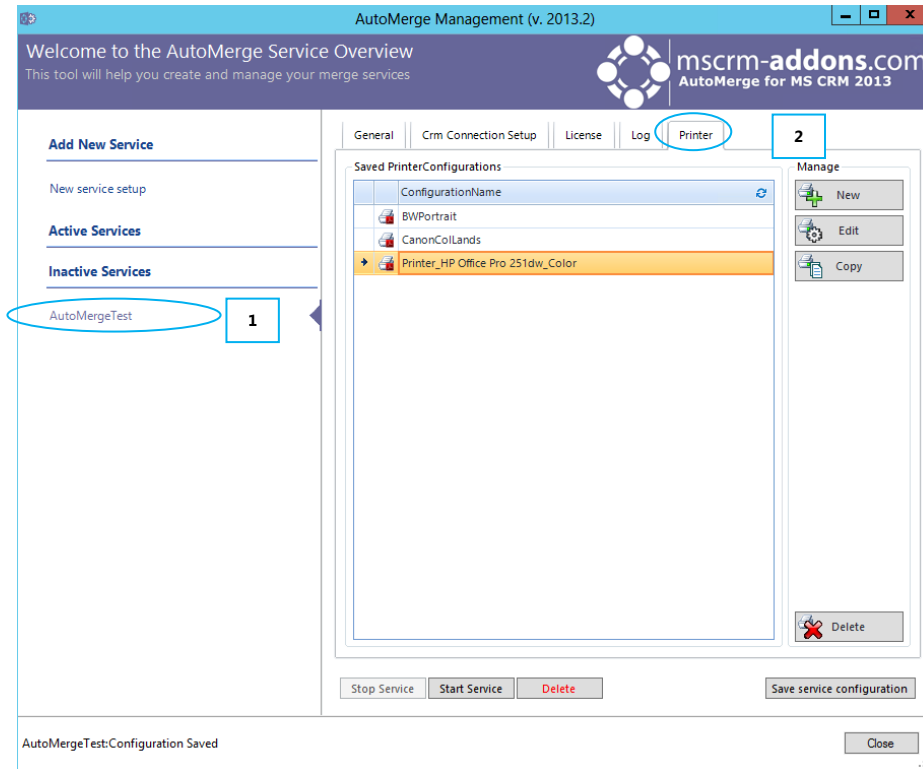 AutoMerge Management (v. 2013.2)
Welcome to the AutoMerge Service Overview
This tool will help you create and manage your merge services
mscrm-addons.com
AutoMerge for MS CRM 2013
Add New Service
New service setup
Active Services
Inactive Services
AutoMergeTest
1
General
Crm Connection Setup
License
Log
Printer
2
Saved PrinterConfigurations
ConfigurationName
BWPortrait
CanonColLands
Printer_HP Office Pro 251dw_Color
Manage
New
Edit
Copy
Delete
Stop Service
Start Service
Delete
Save service configuration
AutoMergeTest:Configuration Saved
Close